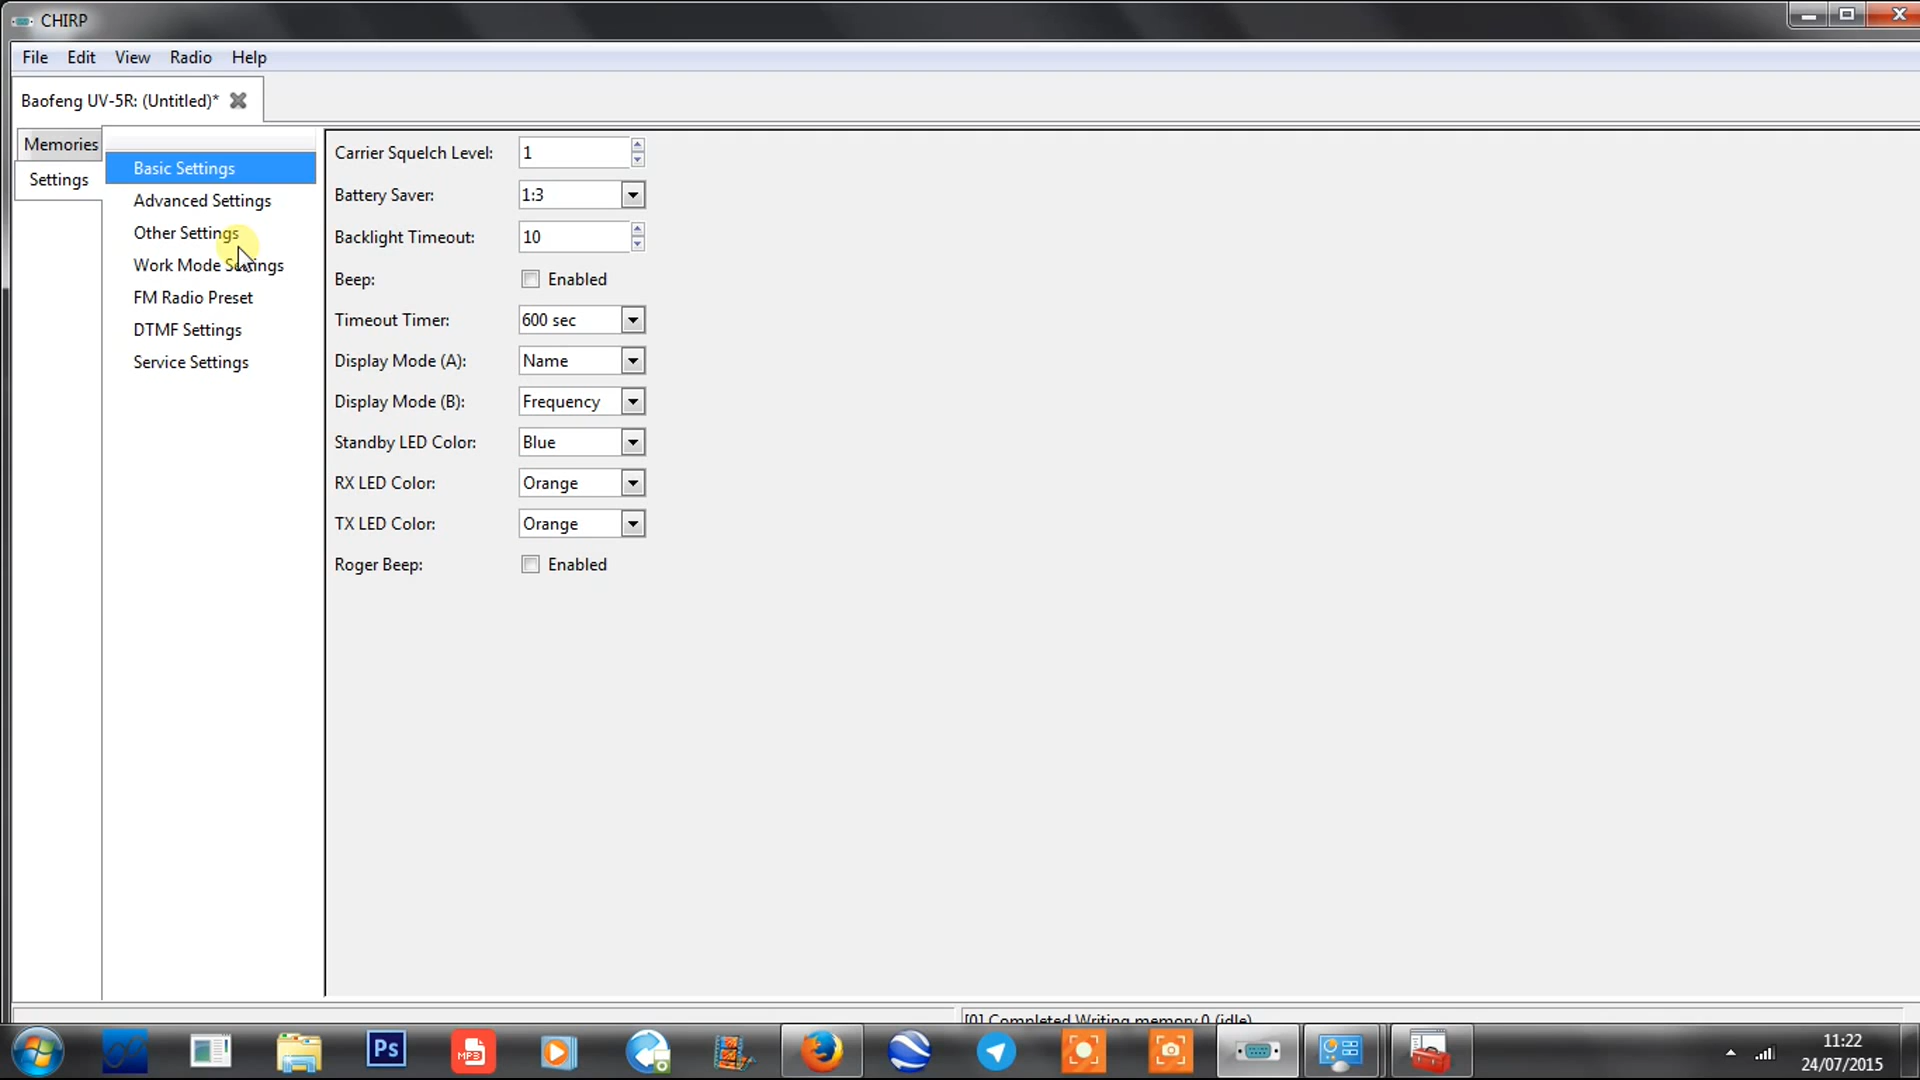 CHIRP
File Edit View Radio Help
Baofeng UV-5R: (Untitled)*
Memories
Settings
Basic Settings
Advanced Settings
Other Settings
Work Mode Settings
FM Radio Preset
DTMF Settings
Service Settings
Carrier Squelch Level: 1
Battery Saver: 1:3
Backlight Timeout: 10
Beep: Enabled
Timeout Timer: 600 sec
Display Mode (A): Name
Display Mode (B): Frequency
Standby LED Color: Blue
RX LED Color: Orange
TX LED Color: Orange
Roger Beep: Enabled
[0] Completed Writing memory 0 (idle)
Ps
MP3
11:22
24/07/2015